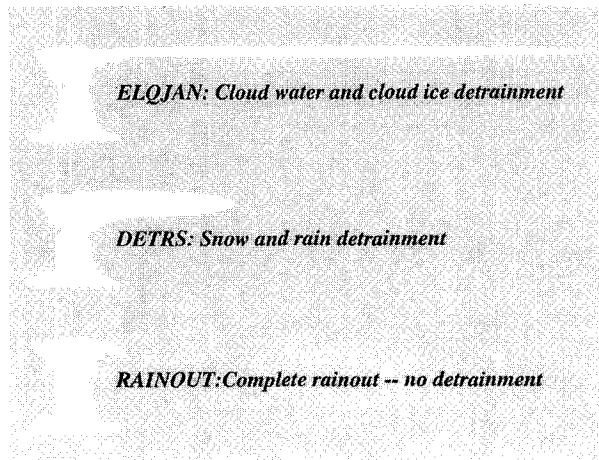 ELQJAN: Cloud water and cloud ice detrainment
DETRS: Snow and rain detrainment
RAINOUT:Complete rainout -- no detrainment